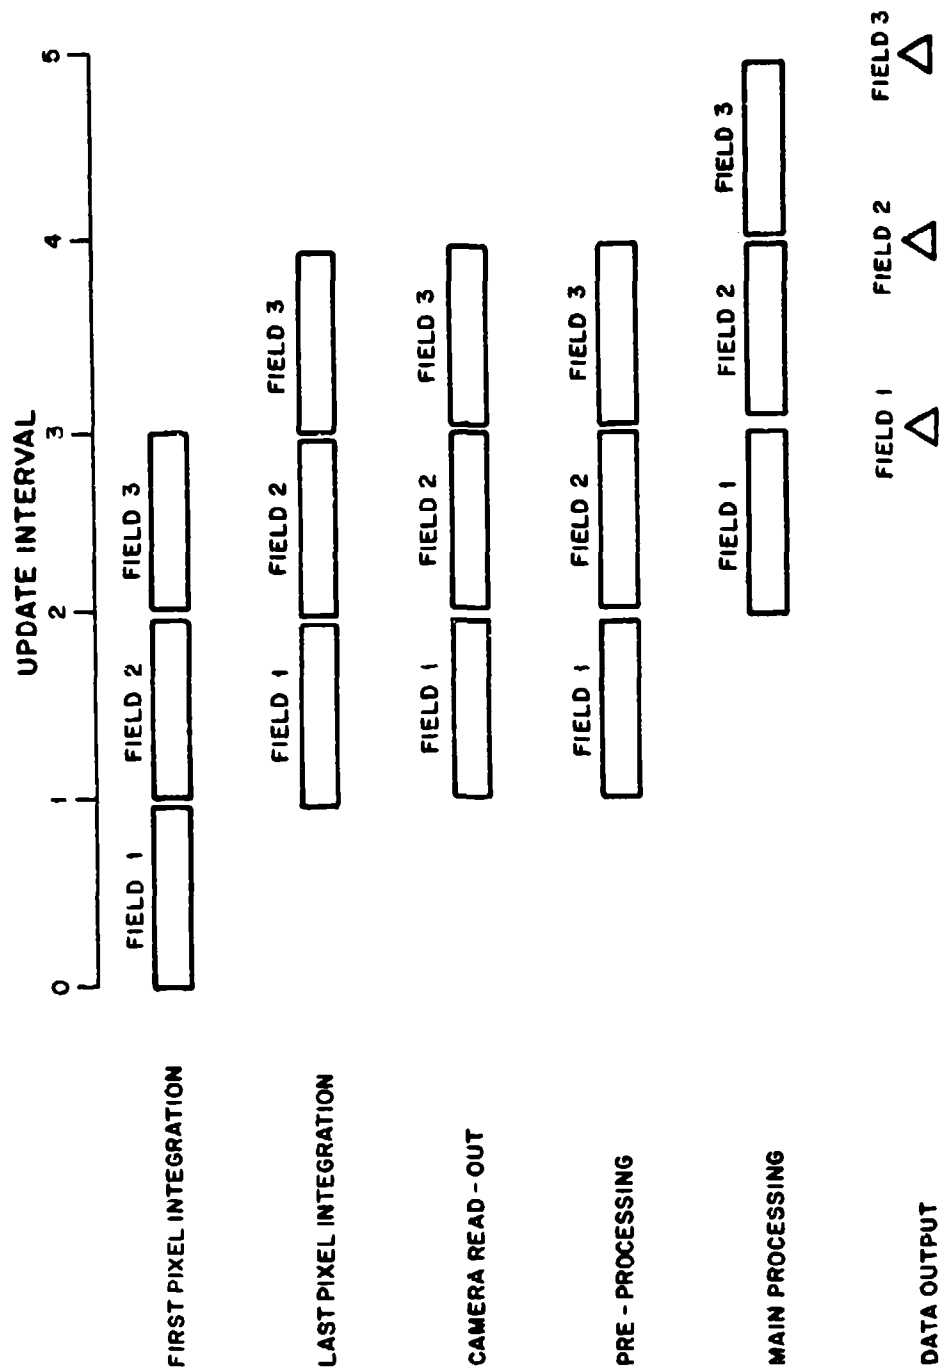 UPDATE INTERVAL
0 1 2 3 4 5
FIELD 1 FIELD 2 FIELD 3
FIRST PIXEL INTEGRATION
FIELD 1 FIELD 2 FIELD 3
LAST PIXEL INTEGRATION
FIELD 1 FIELD 2 FIELD 3
CAMERA READ-OUT
FIELD 1 FIELD 2 FIELD 3
PRE-PROCESSING
FIELD 1 FIELD 2 FIELD 3
MAIN PROCESSING
FIELD 1 FIELD 2 FIELD 3
DATA OUTPUT